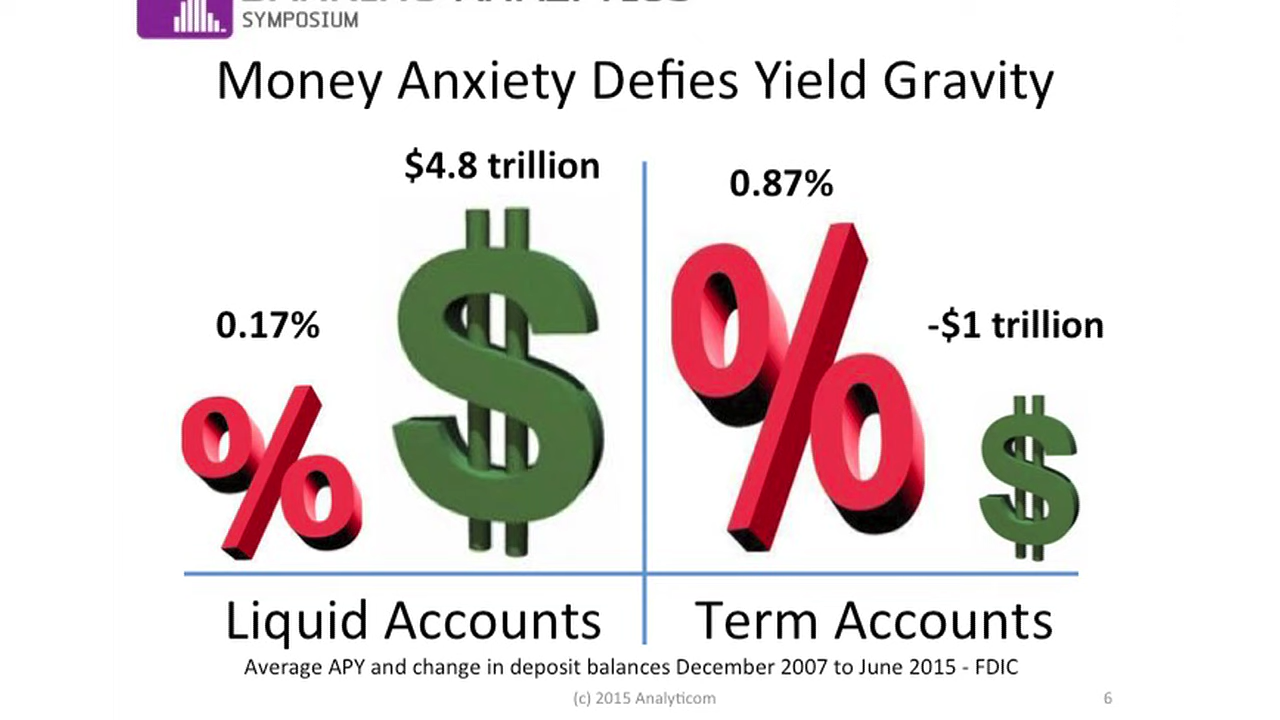 SYMPOSIUM
Money Anxiety Defies Yield Gravity
$4.8 trillion
0.17%
0.87%
-$1 trillion
Liquid Accounts
Term Accounts
Average APY and change in deposit balances December 2007 to June 2015 - FDIC
(c) 2015 Analyticom
6